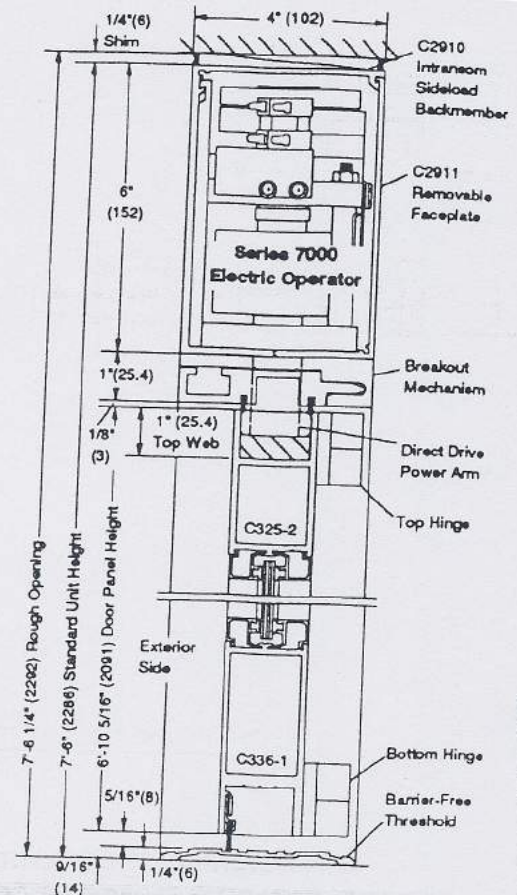 1/4"(6)
Shim
4" (102)
C2910
Intransom
Sideload
Backmember
C2911
Removable
Faceplate
6"
(152)
Series 7000
Electric Operator
1"(25.4)
Breakout
Mechanism
1/8"
(3)
1" (25.4)
Top Web
Direct Drive
Power Arm
C325-2
Top Hinge
7'-6 1/4" (2292) Rough Opening
7'-6" (2286) Standard Unit Height
6'-10 5/16" (2091) Door Panel Height
Exterior
Side
C336-1
Bottom Hinge
5/16"(8)
Barrier-Free
Threshold
9/16"
(14)
1/4"(6)